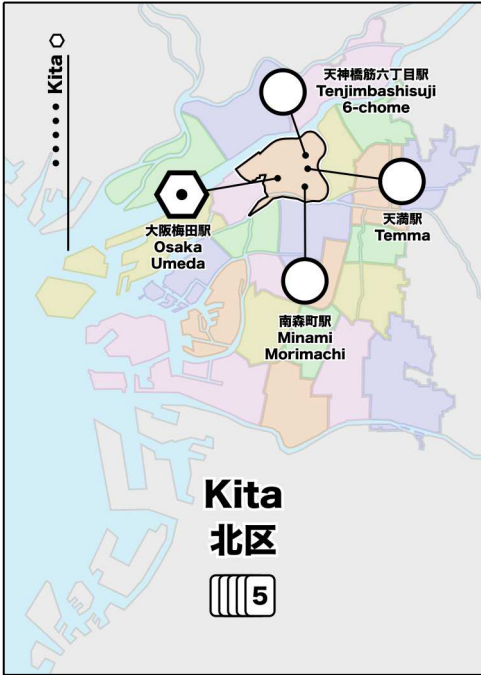 Kita
天神橋筋六丁目駅
Tenjimbashisuji
6-chome
大阪梅田駅
Osaka
Umeda
天満駅
Temma
南森町駅
Minami
Morimachi
Kita
北区
5